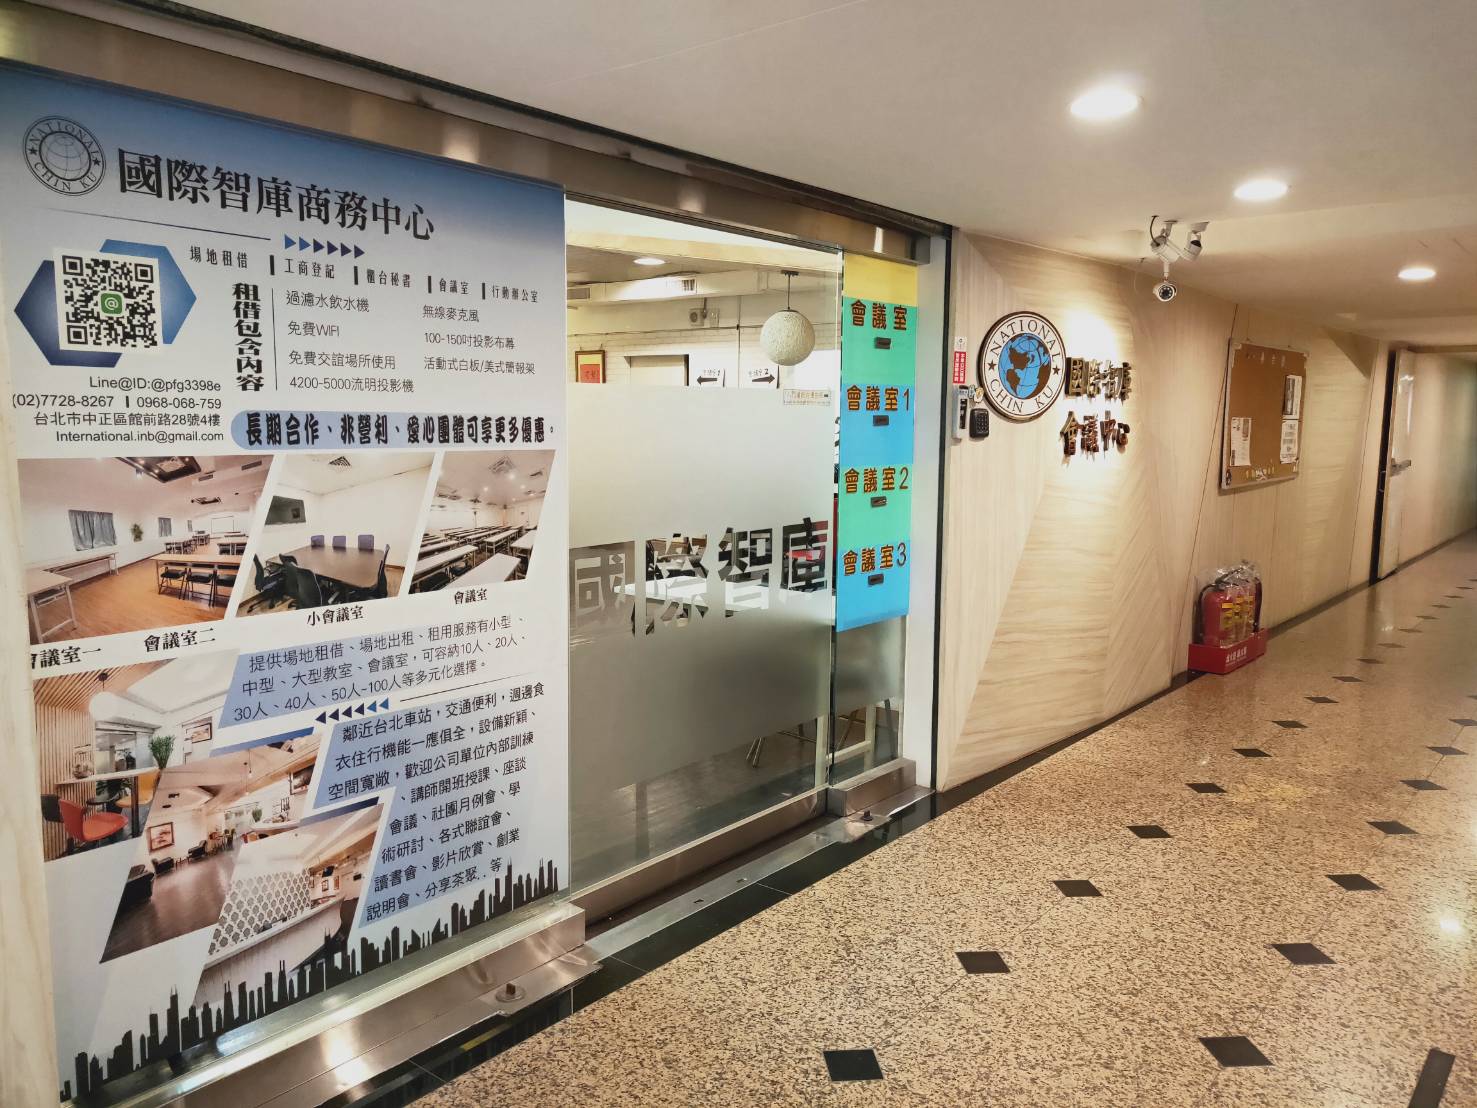 NATIONAL
CHIN KU
國際智庫商務中心
場地租借 | 工商登記 | 櫃台秘書 | 會議室 | 行動辦公室
租借包含內容
過濾水飲水機
免費WIFI
免費交誼場所使用
4200-5000流明投影機
無線麥克風
100-150吋投影布幕
活動式白板/美式簡報架
Line@ID:@pfg3398e
(02)7728-8267 | 0968-068-759
台北市中正區館前路28號4樓
International.inb@gmail.com
長期合作、非營利、愛心團體可享更多優惠。
會議室一
會議室二
小會議室
會議室
提供場地租借、場地出租、租用服務有小型、
中型、大型教室、會議室，可容納10人、20人、
30人、40人、50人-100人等多元化選擇。
鄰近台北車站，交通便利，週邊食
衣住行機能一應俱全，設備新穎、
空間寬敞，歡迎公司單位內部訓練
、講師開班授課、座談
會議、社團月例會、學
術研討、各式聯誼會、
讀書會、影片欣賞、創業
說明會、分享茶聚..等
國際智庫
會議室
會議室1
會議室2
會議室3
NATIONAL
CHIN KU
國際智庫
會議中心